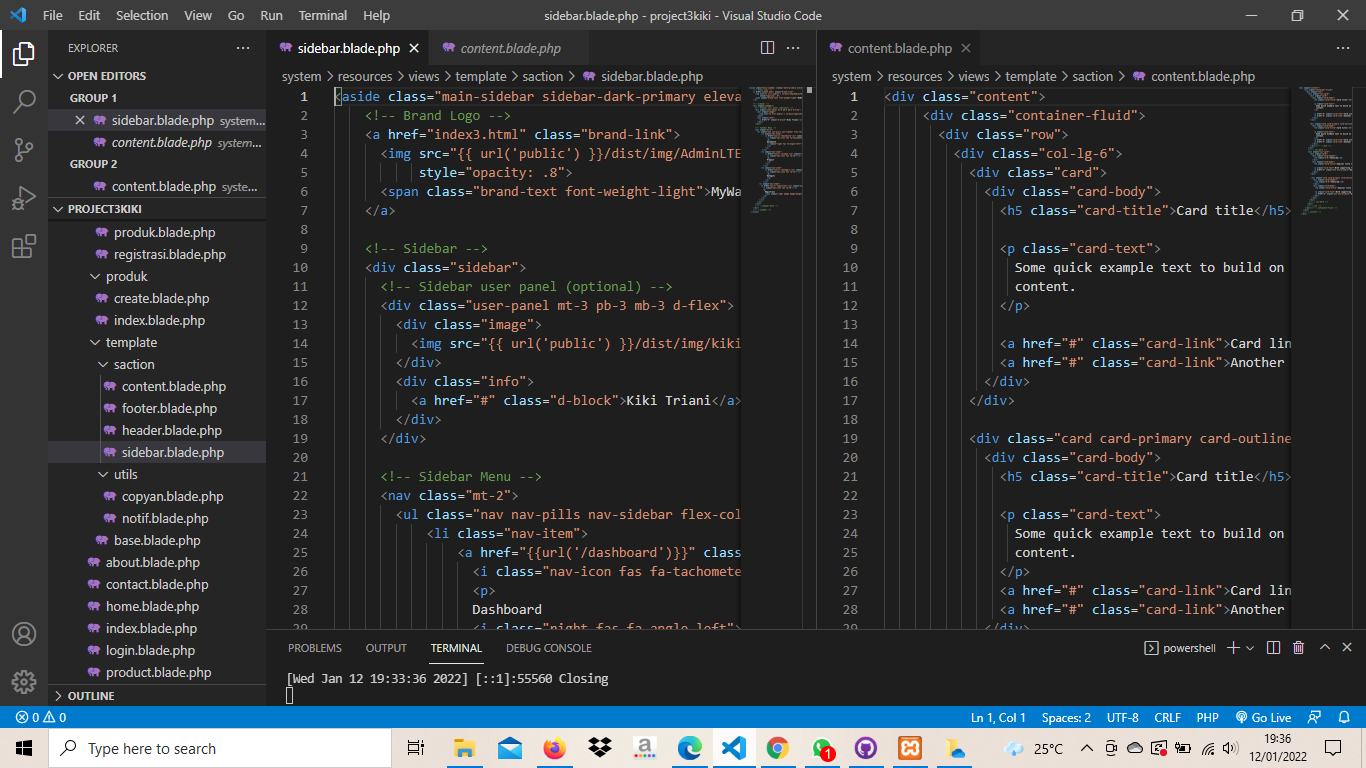 File Edit Selection View Go Run Terminal Help sidebar.blade.php - project3kiki - Visual Studio Code
EXPLORER
OPEN EDITORS
GROUP 1
sidebar.blade.php system...
content.blade.php system...
GROUP 2
content.blade.php syste...
PROJECT3KIKI
produk.blade.php
registrasi.blade.php
produk
create.blade.php
index.blade.php
template
saction
content.blade.php
footer.blade.php
header.blade.php
sidebar.blade.php
utils
copyan.blade.php
notif.blade.php
base.blade.php
about.blade.php
contact.blade.php
home.blade.php
index.blade.php
login.blade.php
product.blade.php
OUTLINE
sidebar.blade.php content.blade.php
system > resources > views > template > saction > sidebar.blade.php
1 <aside class="main-sidebar sidebar-dark-primary eleva
2 <!-- Brand Logo -->
3 <a href="index3.html" class="brand-link">
4 <img src="{{ url('public') }}/dist/img/AdminLTE
5 style="opacity: .8">
6 <span class="brand-text font-weight-light">MyWa
7 </a>
8
9 <!-- Sidebar -->
10 <div class="sidebar">
11 <!-- Sidebar user panel (optional) -->
12 <div class="user-panel mt-3 pb-3 mb-3 d-flex">
13 <div class="image">
14 <img src="{{ url('public') }}/dist/img/kiki
15 </div>
16 <div class="info">
17 <a href="#" class="d-block">Kiki Triani</a>
18 </div>
19 </div>
20
21 <!-- Sidebar Menu -->
22 <nav class="mt-2">
23 <ul class="nav nav-pills nav-sidebar flex-col
24 <li class="nav-item">
25 <a href="{{url('/dashboard')}}" class
26 <i class="nav-icon fas fa-tachomete
27 <p>
28 Dashboard
29 <i class="right fas fa-angle-left">
content.blade.php
system > resources > views > template > saction > content.blade.php
1 <div class="content">
2 <div class="container-fluid">
3 <div class="row">
4 <div class="col-lg-6">
5 <div class="card">
6 <div class="card-body">
7 <h5 class="card-title">Card title</h5>
8
9 <p class="card-text">
10 Some quick example text to build on
11 content.
12 </p>
13
14 <a href="#" class="card-link">Card lin
15 <a href="#" class="card-link">Another
16 </div>
17 </div>
18
19 <div class="card card-primary card-outline
20 <div class="card-body">
21 <h5 class="card-title">Card title</h5>
22
23 <p class="card-text">
24 Some quick example text to build on
25 content.
26 </p>
27 <a href="#" class="card-link">Card lin
28 <a href="#" class="card-link">Another
29 </div>
PROBLEMS OUTPUT TERMINAL DEBUG CONSOLE powershell
[Wed Jan 12 19:33:36 2022] [::1]:55560 Closing
0 0 Ln 1, Col 1 Spaces: 2 UTF-8 CRLF PHP Go Live
Type here to search
1
25°C
19:36
12/01/2022